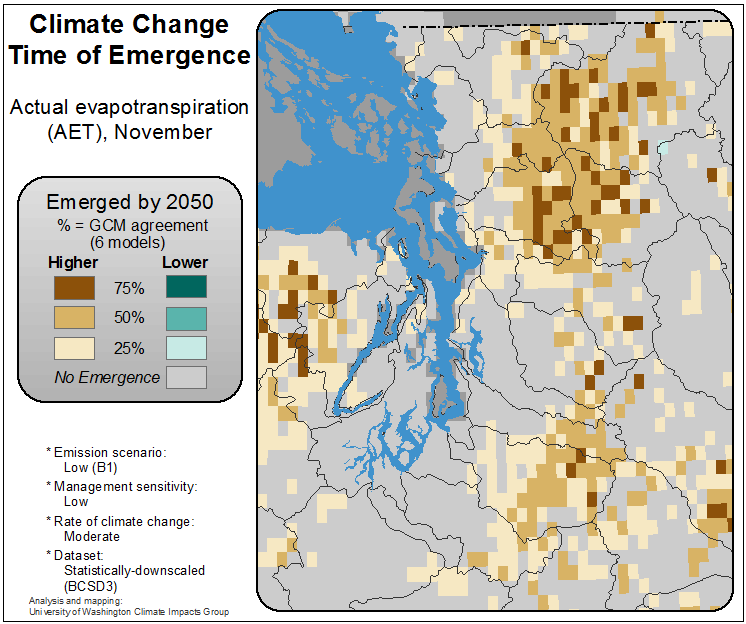 Climate Change
Time of Emergence
Actual evapotranspiration
(AET), November
Emerged by 2050
% = GCM agreement
(6 models)
Higher Lower
75%
50%
25%
No Emergence
* Emission scenario:
Low (B1)
* Management sensitivity:
Low
* Rate of climate change:
Moderate
* Dataset:
Statistically-downscaled
(BCSD3)
Analysis and mapping:
University of Washington Climate Impacts Group